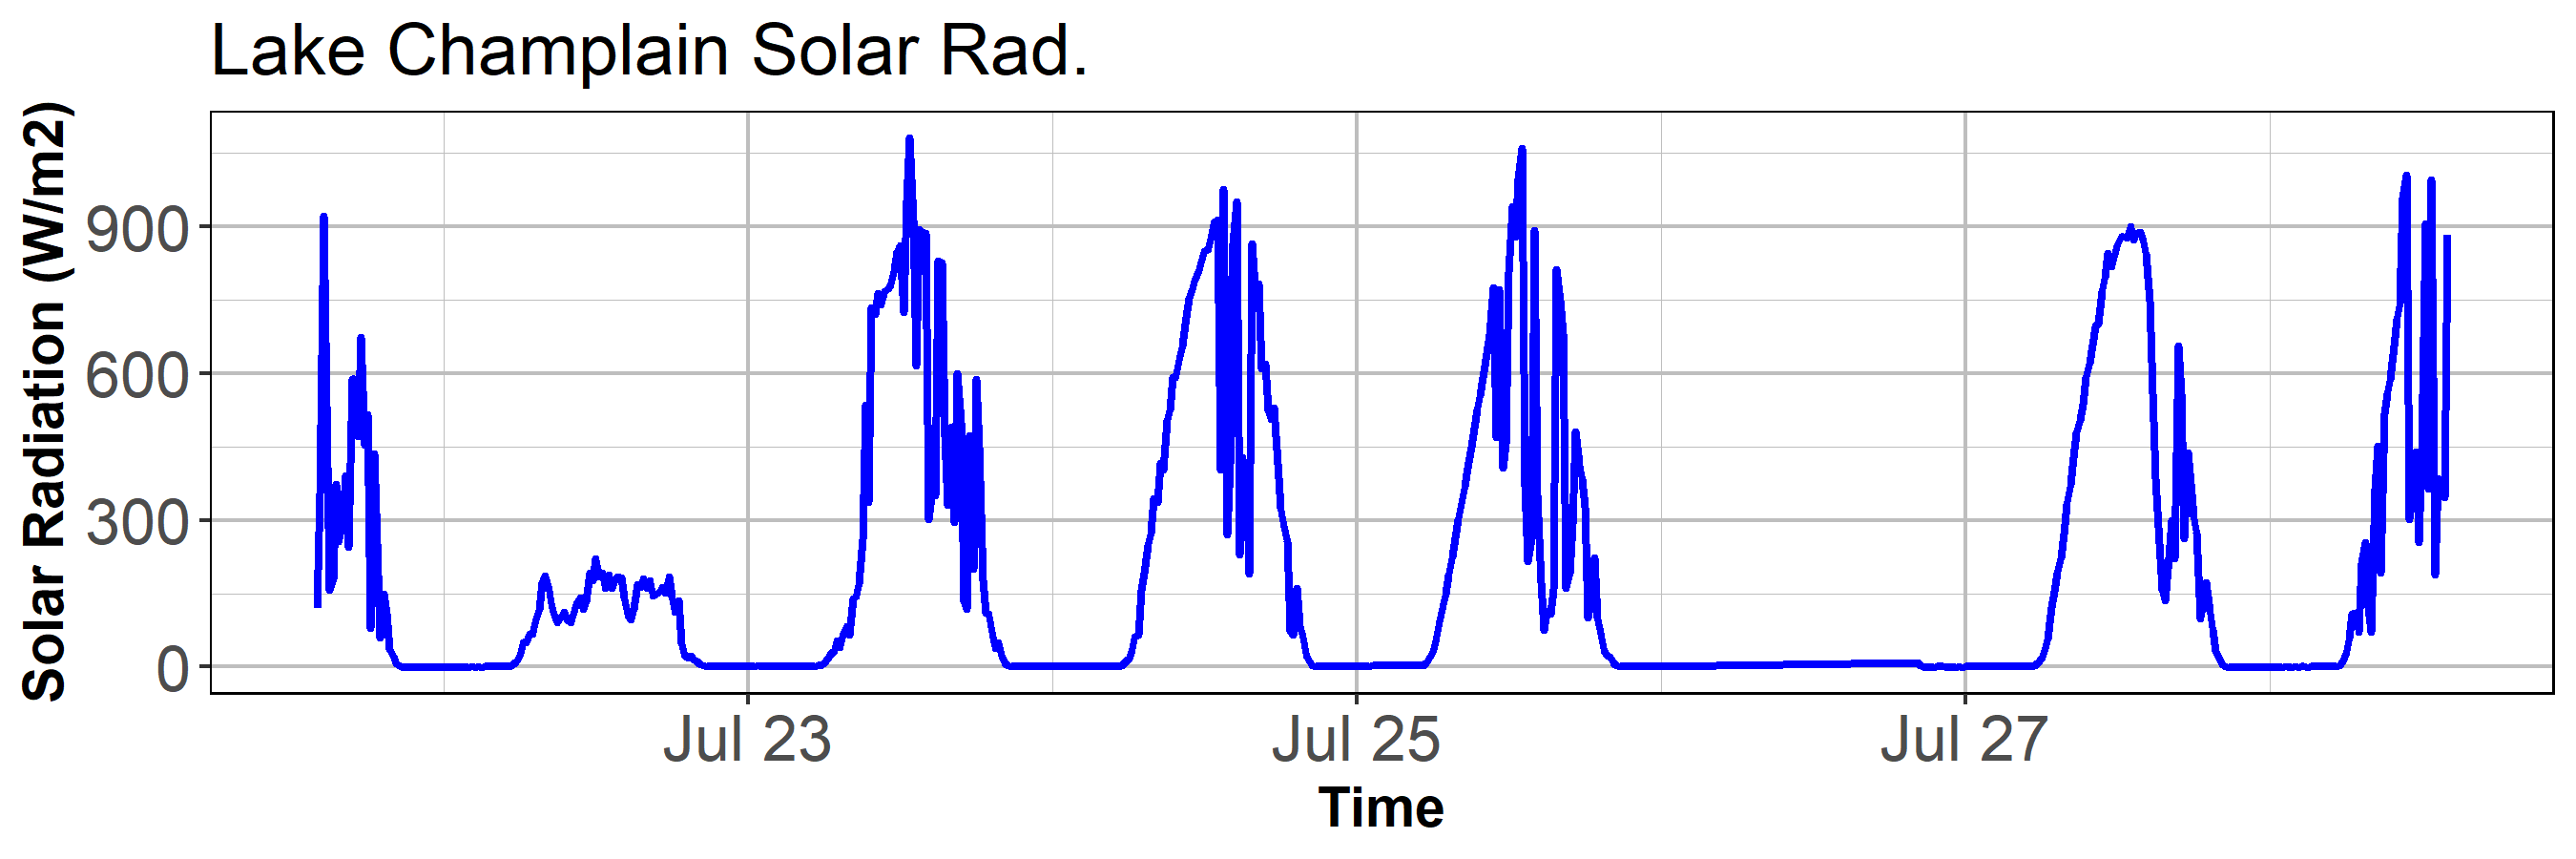 Lake Champlain Solar Rad.
Solar Radiation (W/m2)
900
600
300
0
Jul 23 Jul 25 Jul 27
Time